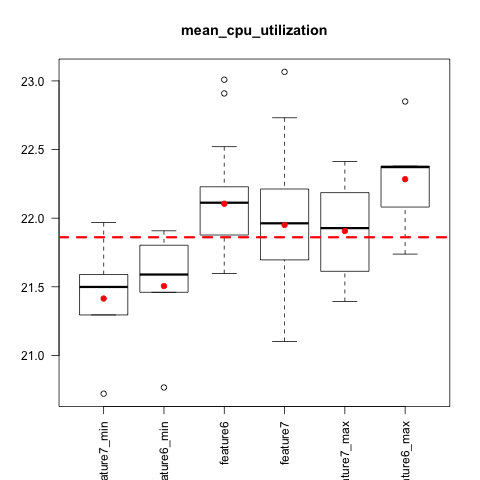 mean_cpu_utilization
23.0
22.5
22.0
21.5
21.0
ature7_min
ature6_min
feature6
feature7
ture7_max
ture6_max